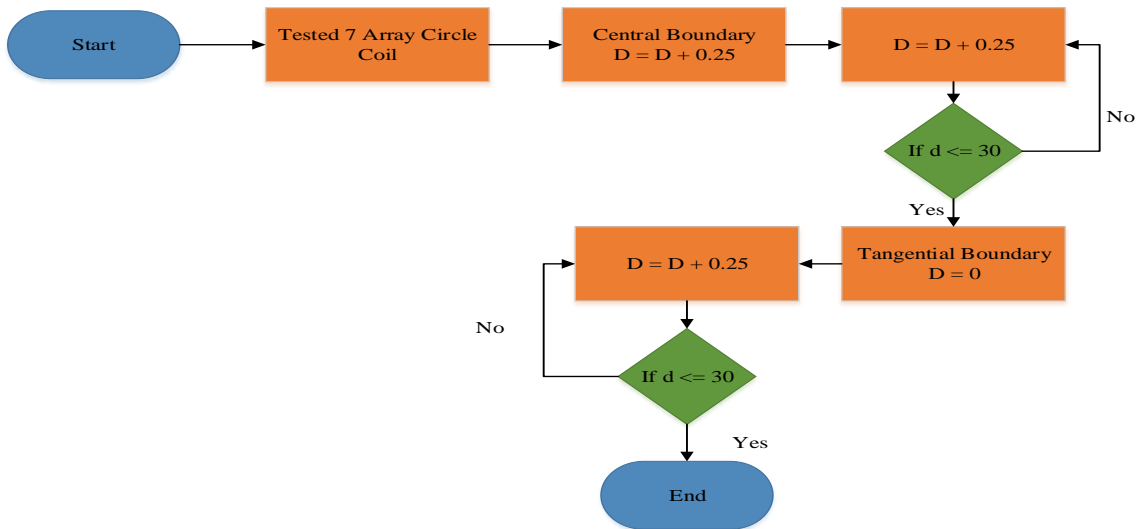 Start
Tested 7 Array Circle
Coil
Central Boundary
D = D + 0.25
D = D + 0.25
If d <= 30
No
Yes
Tangential Boundary
D = 0
D = D + 0.25
No
If d <= 30
Yes
End